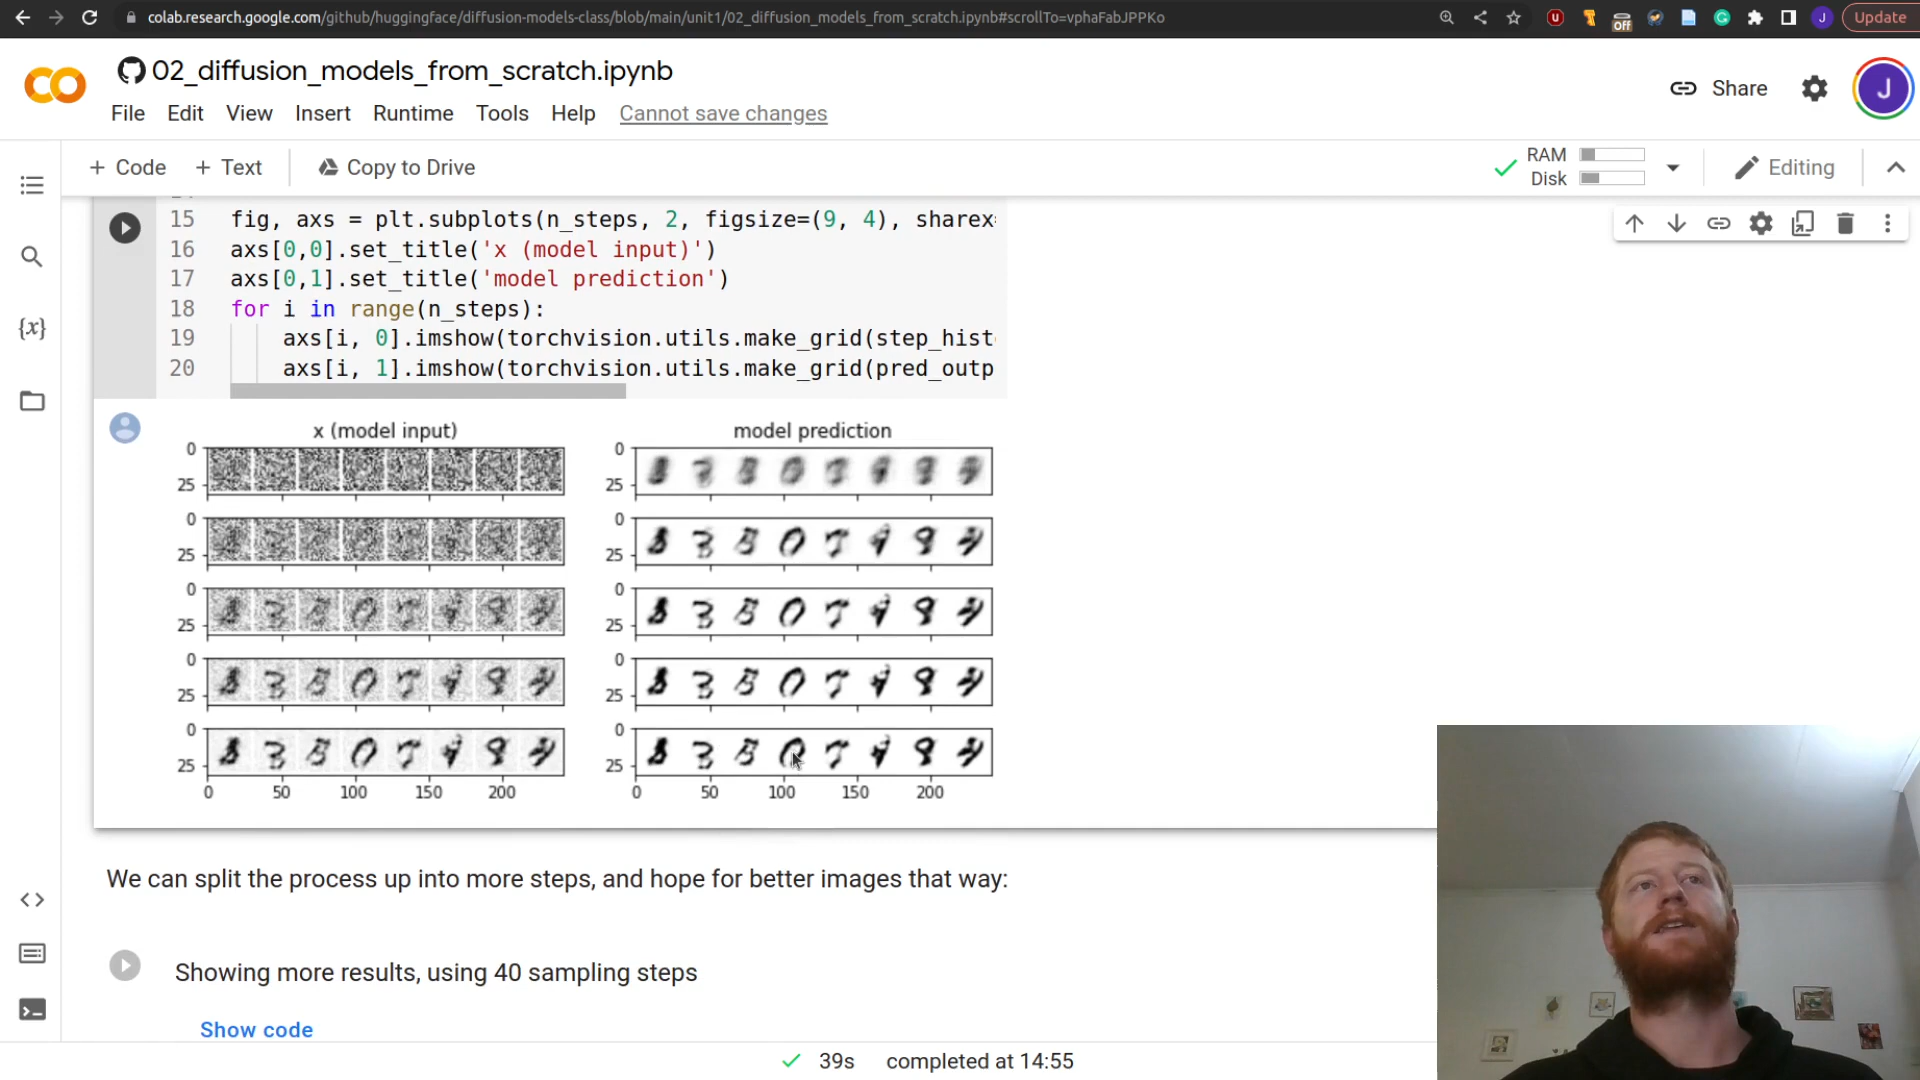 colab.research.google.com/github/huggingface/diffusion-models-class/blob/main/unit1/02_diffusion_models_from_scratch.ipynb#scrollTo=vphaFabJPPKo
Off
J
Update
02_diffusion_models_from_scratch.ipynb
File Edit View Insert Runtime Tools Help Cannot save changes
Share
J
+ Code + Text Copy to Drive
RAM
Disk
Editing
{x}
15 fig, axs = plt.subplots(n_steps, 2, figsize=(9, 4), sharex
16 axs[0,0].set_title('x (model input)')
17 axs[0,1].set_title('model prediction')
18 for i in range(n_steps):
19 axs[i, 0].imshow(torchvision.utils.make_grid(step_hist
20 axs[i, 1].imshow(torchvision.utils.make_grid(pred_outp
x (model input)
0
25
0
25
0
25
0
25
0
25
0 50 100 150 200
model prediction
0
25
0
25
0
25
0
25
0
25
0 50 100 150 200
We can split the process up into more steps, and hope for better images that way:
Showing more results, using 40 sampling steps
Show code
39s completed at 14:55